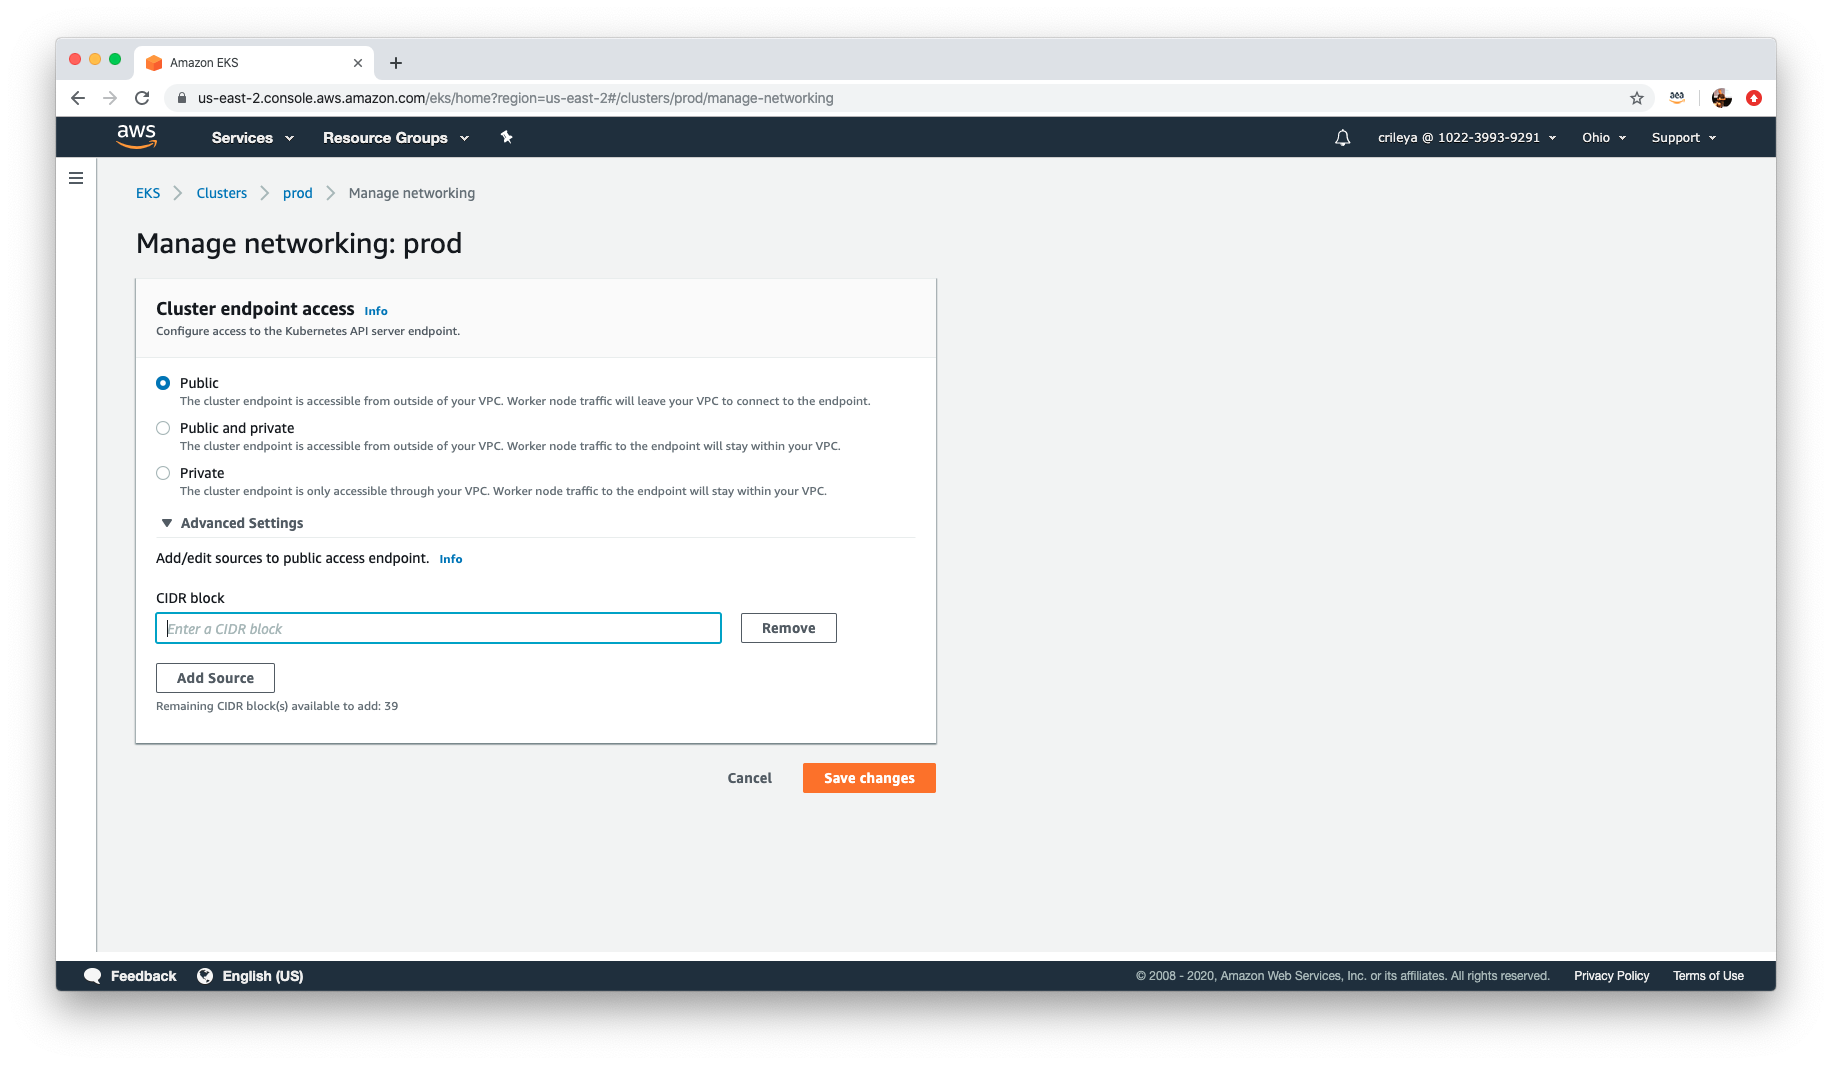 Amazon EKS
us-east-2.console.aws.amazon.com/eks/home?region=us-east-2#/clusters/prod/manage-networking
aws Services Resource Groups crileya @ 1022-3993-9291 Ohio Support
EKS Clusters prod Manage networking
Manage networking: prod
Cluster endpoint access Info
Configure access to the Kubernetes API server endpoint.
Public
The cluster endpoint is accessible from outside of your VPC. Worker node traffic will leave your VPC to connect to the endpoint.
Public and private
The cluster endpoint is accessible from outside of your VPC. Worker node traffic to the endpoint will stay within your VPC.
Private
The cluster endpoint is only accessible through your VPC. Worker node traffic to the endpoint will stay within your VPC.
Advanced Settings
Add/edit sources to public access endpoint. Info
CIDR block
Enter a CIDR block Remove
Add Source
Remaining CIDR block(s) available to add: 39
Cancel Save changes
Feedback English (US) © 2008 - 2020, Amazon Web Services, Inc. or its affiliates. All rights reserved. Privacy Policy Terms of Use